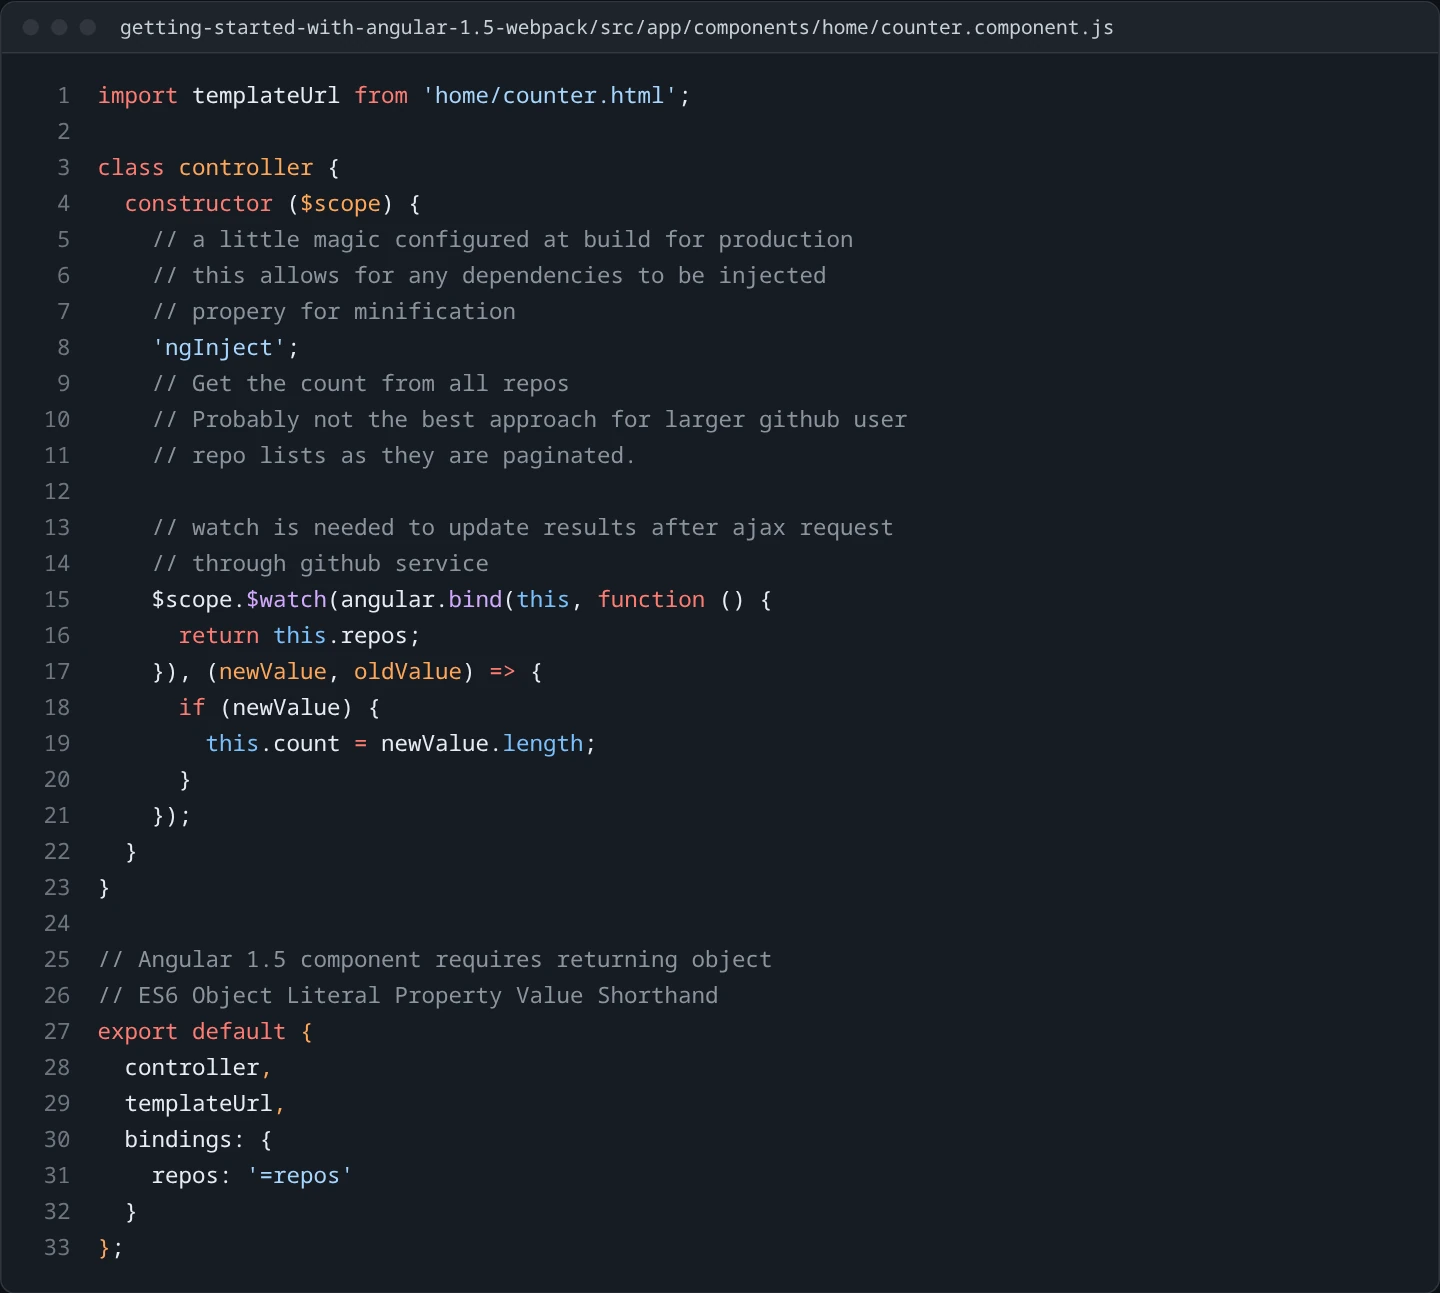 getting-started-with-angular-1.5-webpack/src/app/components/home/counter.component.js
1 import templateUrl from 'home/counter.html';
2
3 class controller {
4   constructor ($scope) {
5     // a little magic configured at build for production
6     // this allows for any dependencies to be injected
7     // propery for minification
8     'ngInject';
9     // Get the count from all repos
10     // Probably not the best approach for larger github user
11     // repo lists as they are paginated.
12
13     // watch is needed to update results after ajax request
14     // through github service
15     $scope.$watch(angular.bind(this, function () {
16       return this.repos;
17     }), (newValue, oldValue) => {
18       if (newValue) {
19         this.count = newValue.length;
20       }
21     });
22   }
23 }
24
25 // Angular 1.5 component requires returning object
26 // ES6 Object Literal Property Value Shorthand
27 export default {
28   controller,
29   templateUrl,
30   bindings: {
31     repos: '=repos'
32   }
33 };